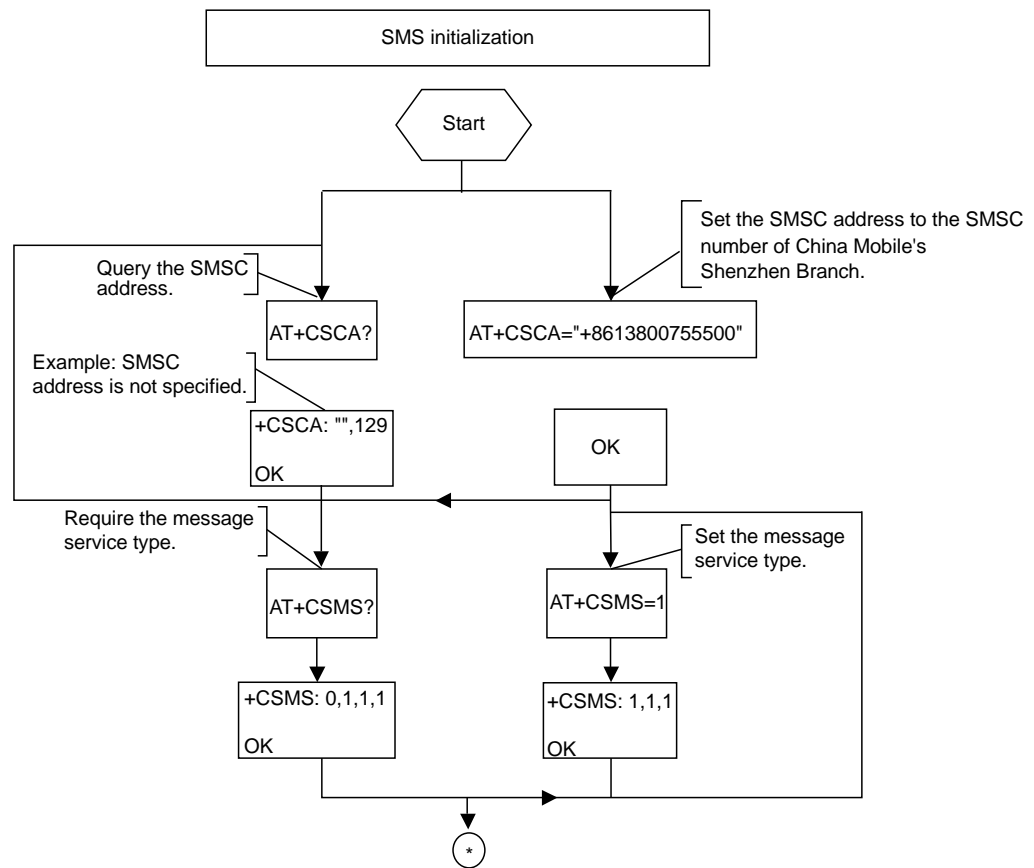 SMS initialization
Start
Set the SMSC address to the SMSC
number of China Mobile's
Shenzhen Branch.
Query the SMSC
address.
AT+CSCA?
AT+CSCA="+8613800755500"
Example: SMSC
address is not specified.
+CSCA: "",129
OK
OK
Require the message
service type.
Set the message
service type.
AT+CSMS?
AT+CSMS=1
+CSMS: 0,1,1,1
OK
+CSMS: 1,1,1
OK
*